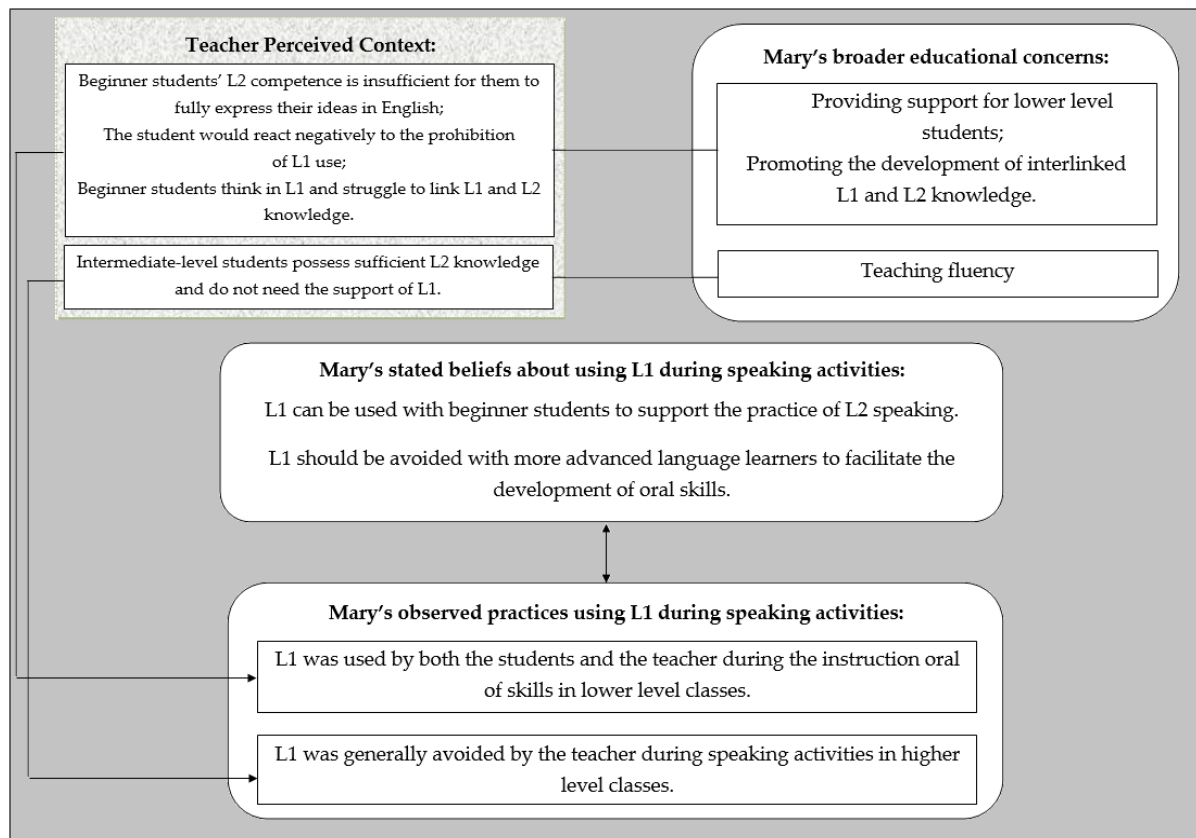 Teacher Perceived Context:
Beginner students’ L2 competence is insufficient for them to
fully express their ideas in English;
The student would react negatively to the prohibition
of L1 use;
Beginner students think in L1 and struggle to link L1 and L2
knowledge.
Intermediate-level students possess sufficient L2 knowledge
and do not need the support of L1.
Mary’s broader educational concerns:
Providing support for lower level
students;
Promoting the development of interlinked
L1 and L2 knowledge.
Teaching fluency
Mary’s stated beliefs about using L1 during speaking activities:
L1 can be used with beginner students to support the practice of L2 speaking.
L1 should be avoided with more advanced language learners to facilitate the
development of oral skills.
Mary’s observed practices using L1 during speaking activities:
L1 was used by both the students and the teacher during the instruction oral
of skills in lower level classes.
L1 was generally avoided by the teacher during speaking activities in higher
level classes.